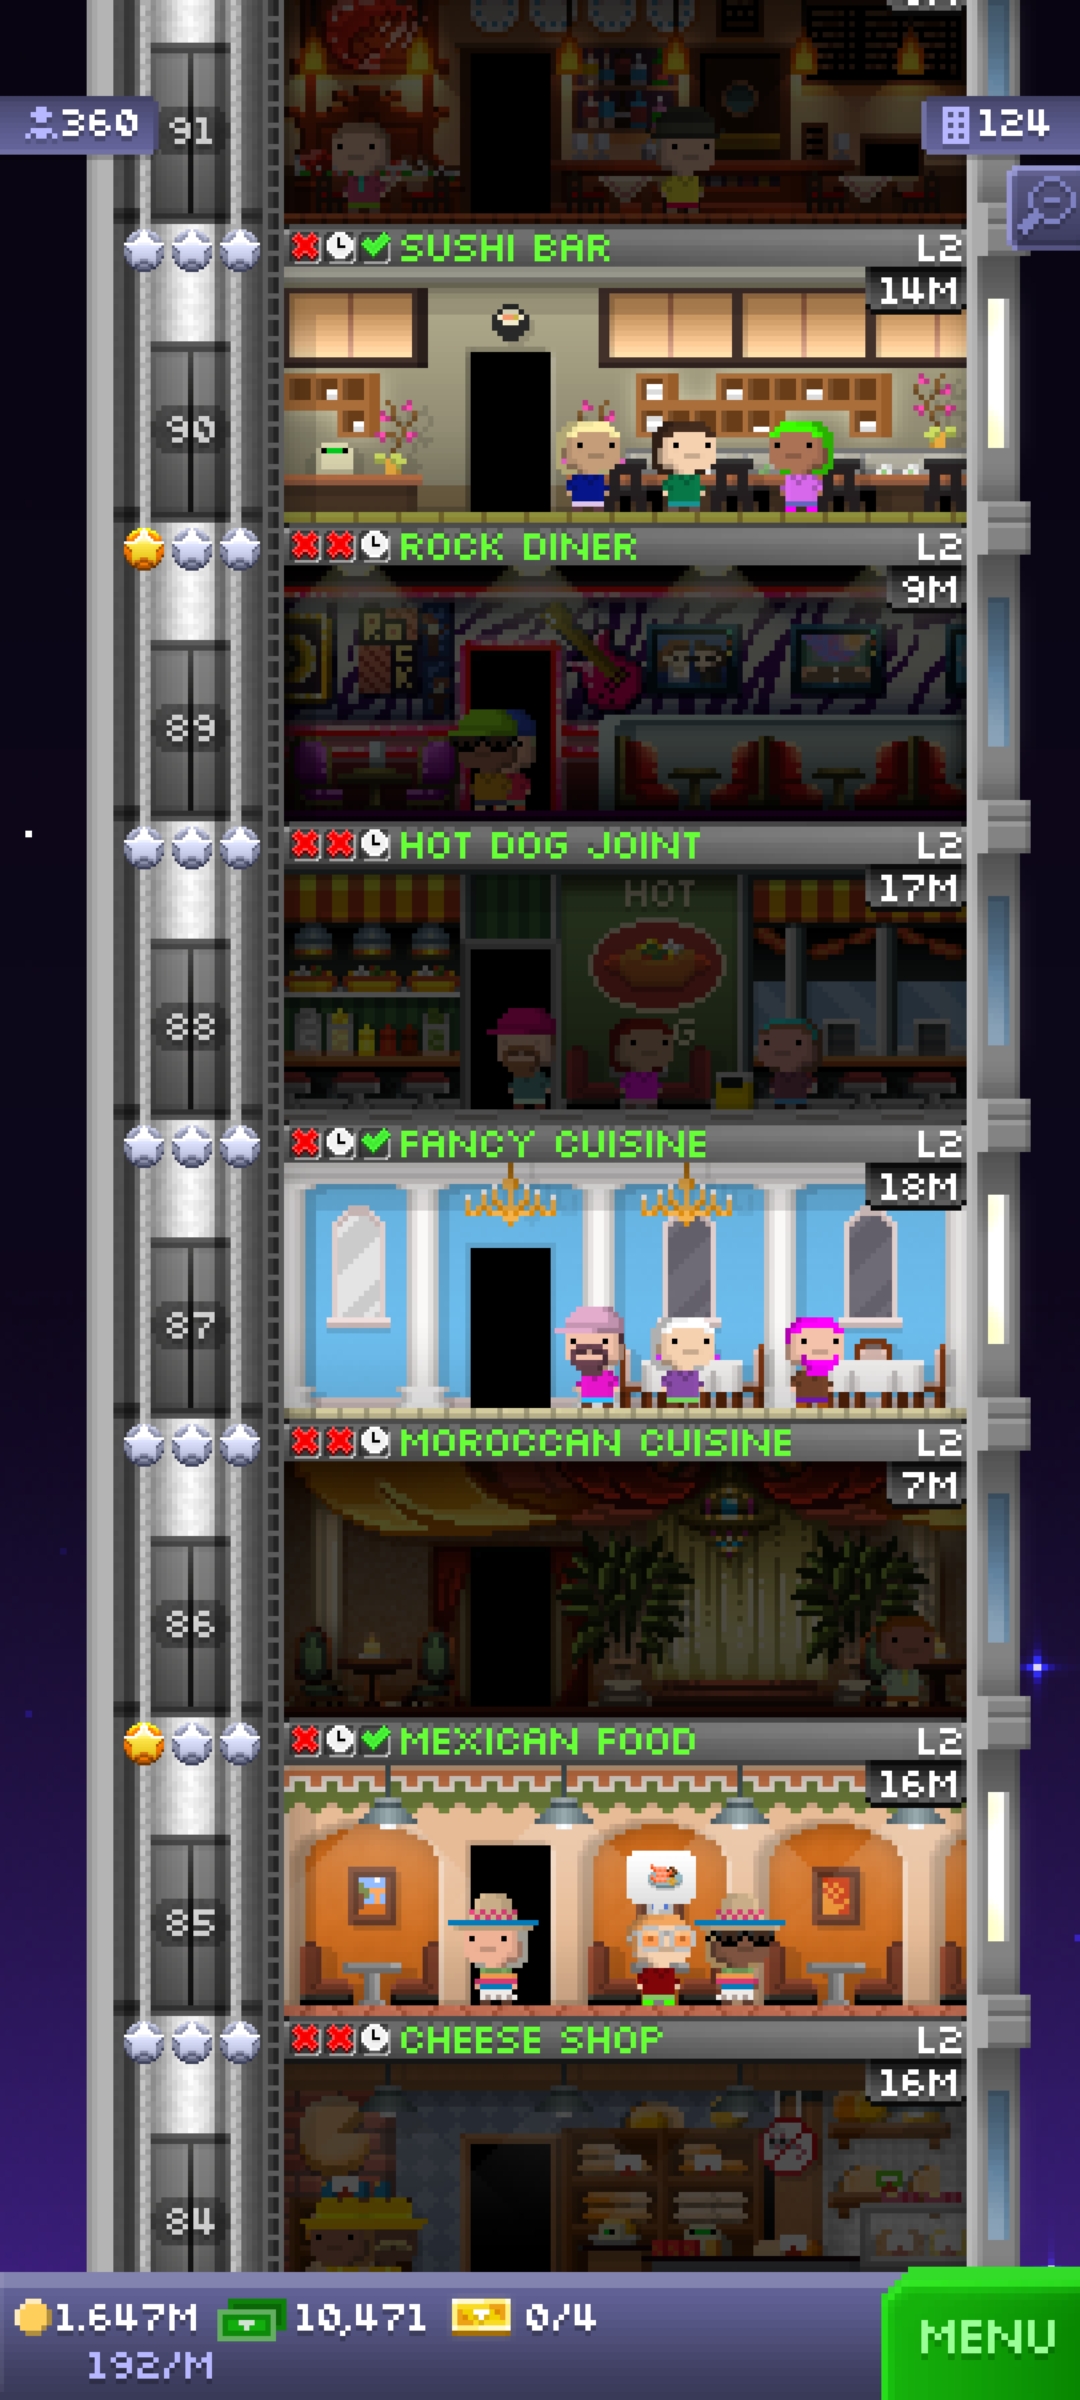 360
91
124
SUSHI BAR L2
14M
90
ROCK DINER L2
9M
ROCK
89
HOT DOG JOINT L2
17M
HOT
G
88
FANCY CUISINE L2
18M
87
MOROCCAN CUISINE L2
7M
86
MEXICAN FOOD L2
16M
85
CHEESE SHOP L2
16M
84
1.647M 10,471 0/4
192/M
MENU